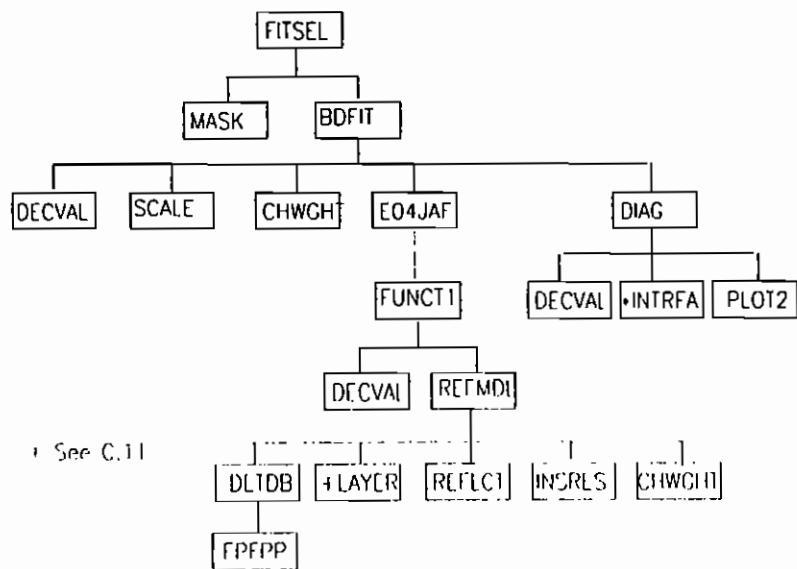 FITSEL
MASK BDFIT
DECVAL SCALE CHWGHT E04JAF DIAG
FUNCT1 DECVAL •INTRFA PLOT2
DECVAL REFMDL
+ See C.11
DLTDB +LAYER REFLCT INSRES CHWGHT
FPFPP